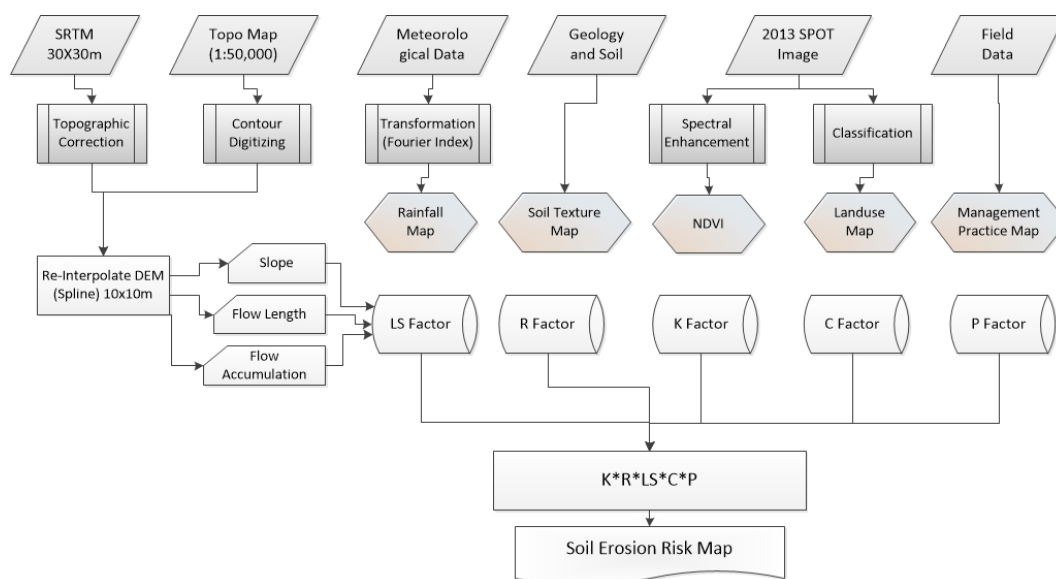 SRTM
30X30m
Topo Map
(1:50,000)
Meteorolo
gical Data
Geology
and Soil
2013 SPOT
Image
Field
Data
Topographic
Correction
Contour
Digitizing
Transformation
(Fourier Index)
Spectral
Enhancement
Classification
Rainfall
Map
Soil Texture
Map
NDVI
Landuse
Map
Management
Practice Map
Re-Interpolate DEM
(Spline) 10x10m
Slope
Flow Length
Flow
Accumulation
LS Factor
R Factor
K Factor
C Factor
P Factor
K*R*LS*C*P
Soil Erosion Risk Map